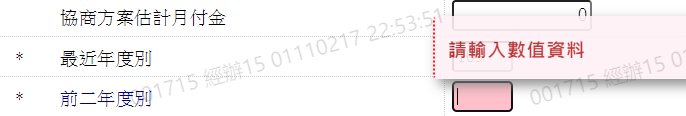 協商方案估計月付金 0
* 最近年度別
請輸入數值資料
* 前二年度別
001715 經辦15 01110217 22:53:51
001715 經辦15 0